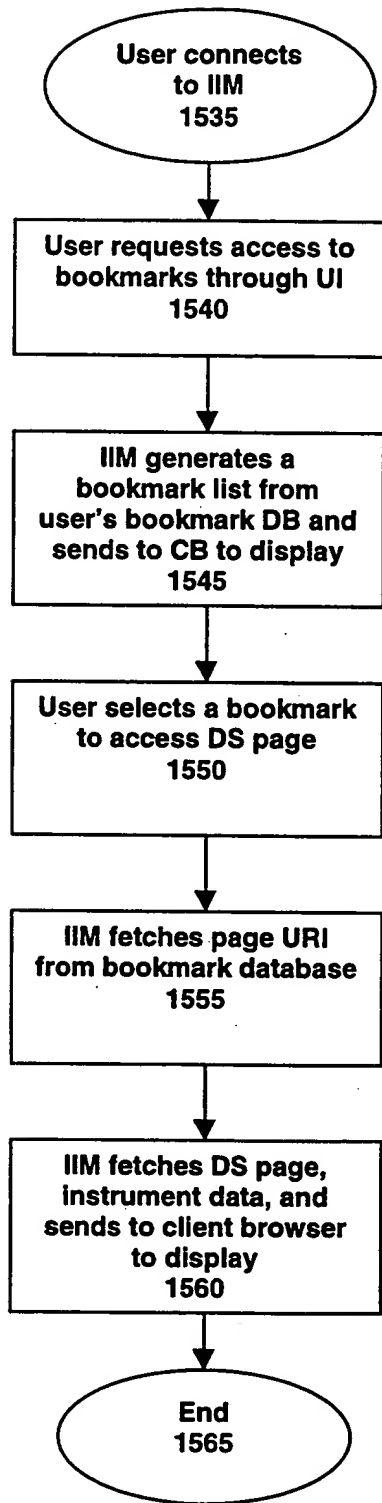 User connects
to IIM
1535
User requests access to
bookmarks through UI
1540
IIM generates a
bookmark list from
user's bookmark DB and
sends to CB to display
1545
User selects a bookmark
to access DS page
1550
IIM fetches page URI
from bookmark database
1555
IIM fetches DS page,
instrument data, and
sends to client browser
to display
1560
End
1565